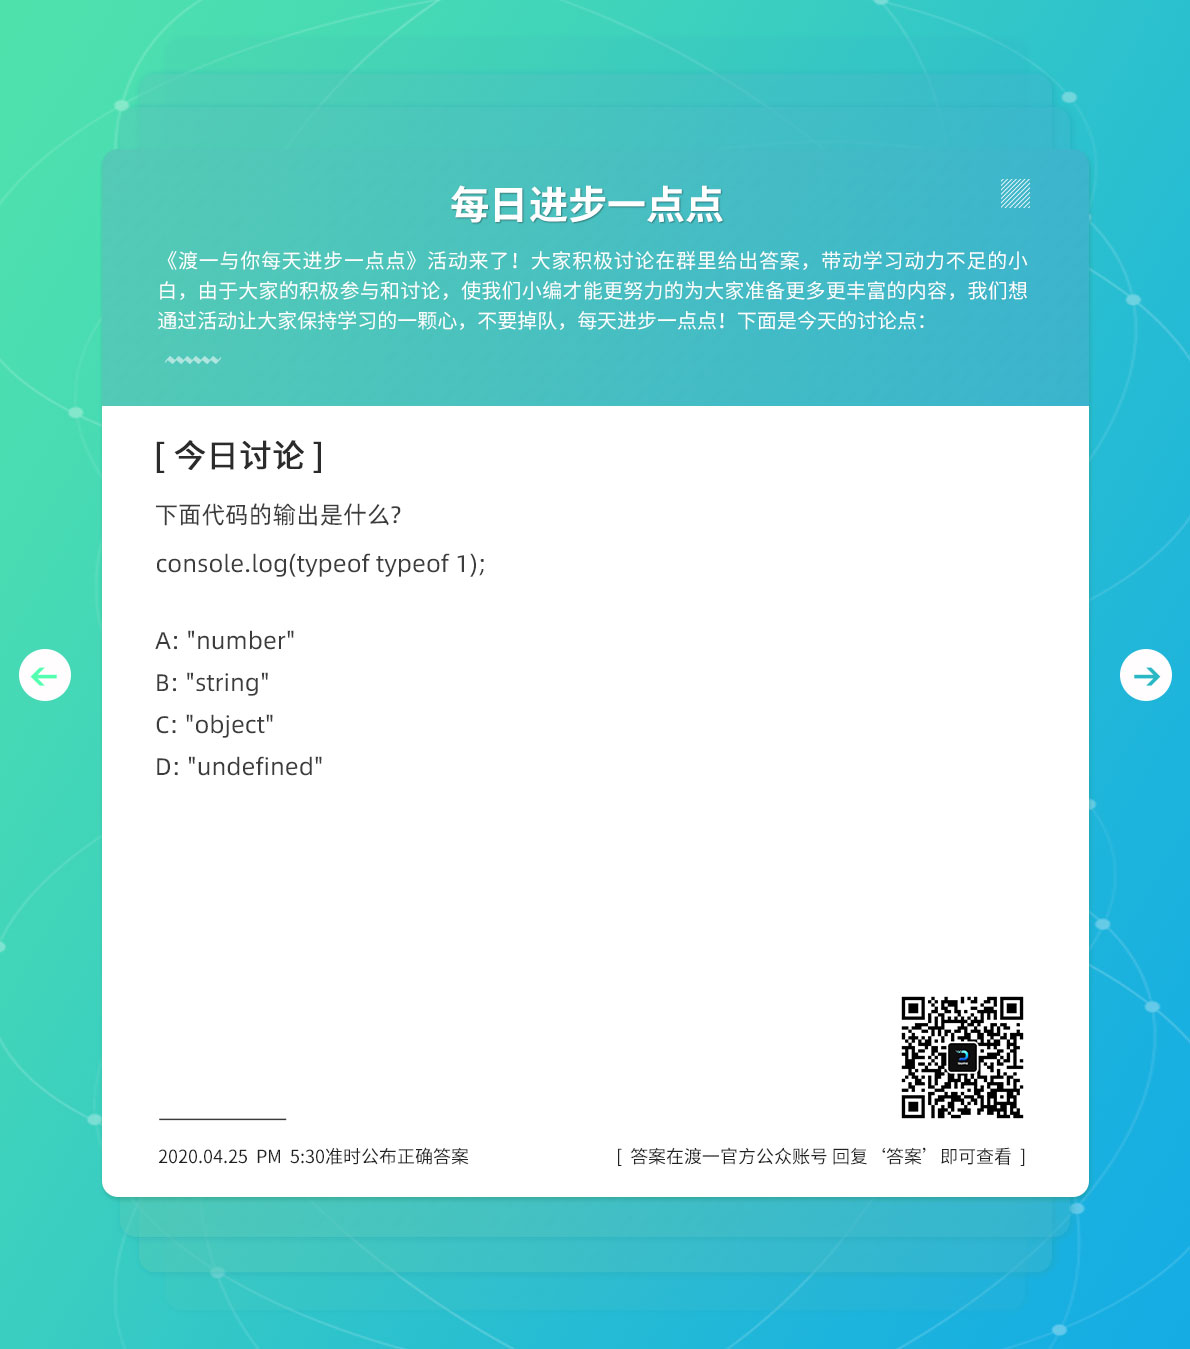 每日进步一点点
《渡一与你每天进步一点点》活动来了！大家积极讨论在群里给出答案，带动学习动力不足的小
白，由于大家的积极参与和讨论，使我们小编才能更努力的为大家准备更多更丰富的内容，我们想
通过活动让大家保持学习的一颗心，不要掉队，每天进步一点点！下面是今天的讨论点：
[ 今日讨论 ]
下面代码的输出是什么?
console.log(typeof typeof 1);
A: "number"
B: "string"
C: "object"
D: "undefined"
2020.04.25 PM 5:30准时公布正确答案
[ 答案在渡一官方公众账号 回复 ‘答案’ 即可查看 ]